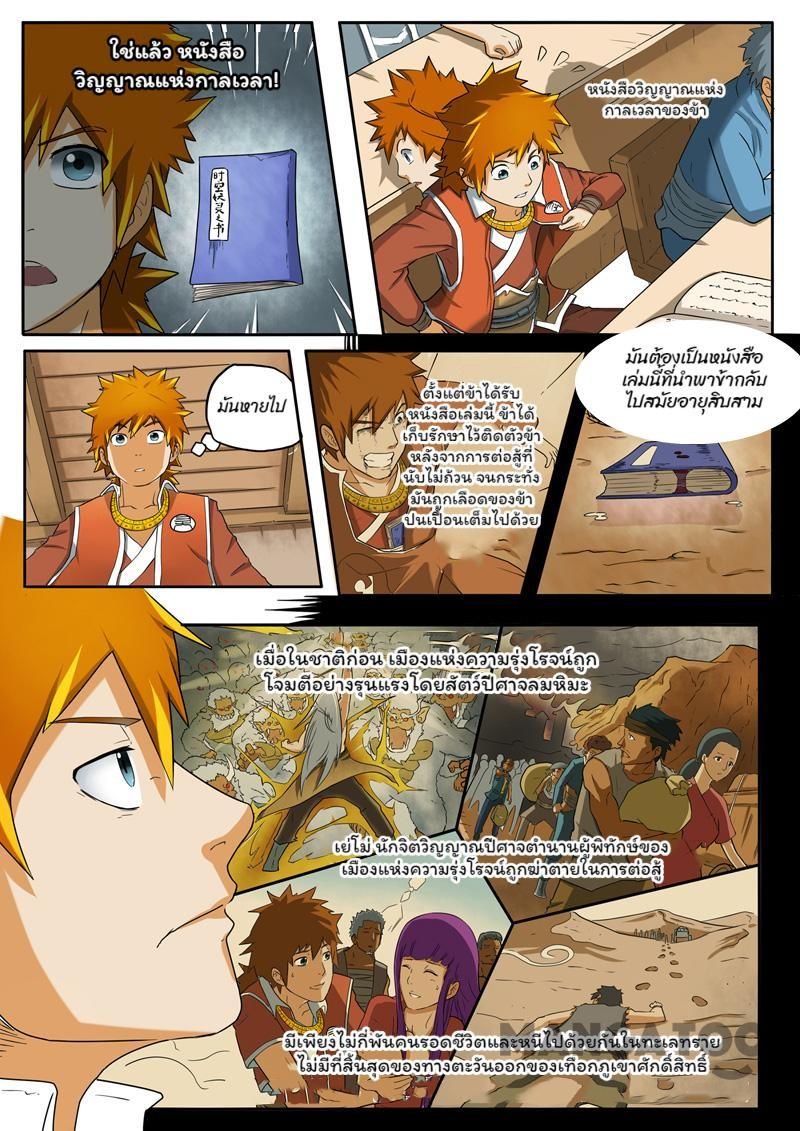 ใช่แล้ว หนังสือ
วิญญาณแห่งกาลเวลา!
时空妖灵之书
หนังสือวิญญาณแห่ง
กาลเวลาของข้า
มันหายไป
ตั้งแต่ข้าได้รับ
หนังสือเล่มนี้ ข้าได้
เก็บรักษาไว้ติดตัวข้า
หลังจากการต่อสู้ที่
นับไม่ถ้วน จนกระทั่ง
มันถูกเลือดของข้า
ปนเปื้อนเต็มไปด้วย
มันต้องเป็นหนังสือ
เล่มนี้ที่นำพาข้ากลับ
ไปสมัยอายุสิบสาม
เมื่อในชาติก่อน เมืองแห่งความรุ่งโรจน์ถูก
โจมตีอย่างรุนแรงโดยสัตว์ปีศาจลมหิมะ
เย่โม่ นักจิตวิญญาณปีศาจตำนานผู้พิทักษ์ของ
เมืองแห่งความรุ่งโรจน์ถูกฆ่าตายในการต่อสู้
มีเพียงไม่กี่พันคนรอดชีวิตและหนีไปด้วยกันในทะเลทราย
ไม่มีที่สิ้นสุดของทางตะวันออกของเทือกภูเขาศักดิ์สิทธิ์
MANGATOON